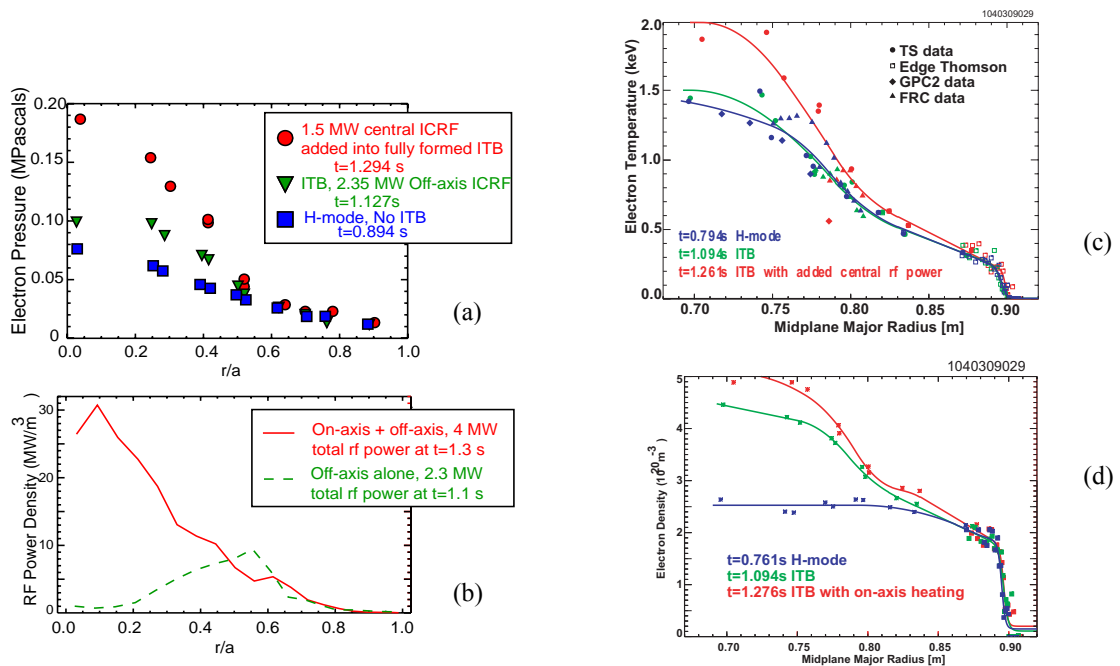 0.20
0.15
0.10
0.05
0
Electron Pressure (MPascals)
1.5 MW central ICRF
added into fully formed ITB
t=1.294 s
ITB, 2.35 MW Off-axis ICRF
t=1.127s
H-mode, No ITB
t=0.894 s
0.0 0.2 0.4 0.6 0.8 1.0
r/a
(a)
30
20
10
0
RF Power Density (MW/m3)
On-axis + off-axis, 4 MW
total rf power at t=1.3 s
Off-axis alone, 2.3 MW
total rf power at t=1.1 s
0.0 0.2 0.4 0.6 0.8 1.0
r/a
(b)
1040309029
2.0
1.5
1.0
0.5
0.0
Electron Temperature (keV)
TS data
Edge Thomson
GPC2 data
FRC data
t=0.794s H-mode
t=1.094s ITB
t=1.261s ITB with added central rf power
0.70 0.75 0.80 0.85 0.90
Midplane Major Radius [m]
(c)
1040309029
5
4
3
2
1
0
Electron Density (10²⁰m⁻³)
t=0.761s H-mode
t=1.094s ITB
t=1.276s ITB with on-axis heating
0.70 0.75 0.80 0.85 0.90
Midplane Major Radius [m]
(d)